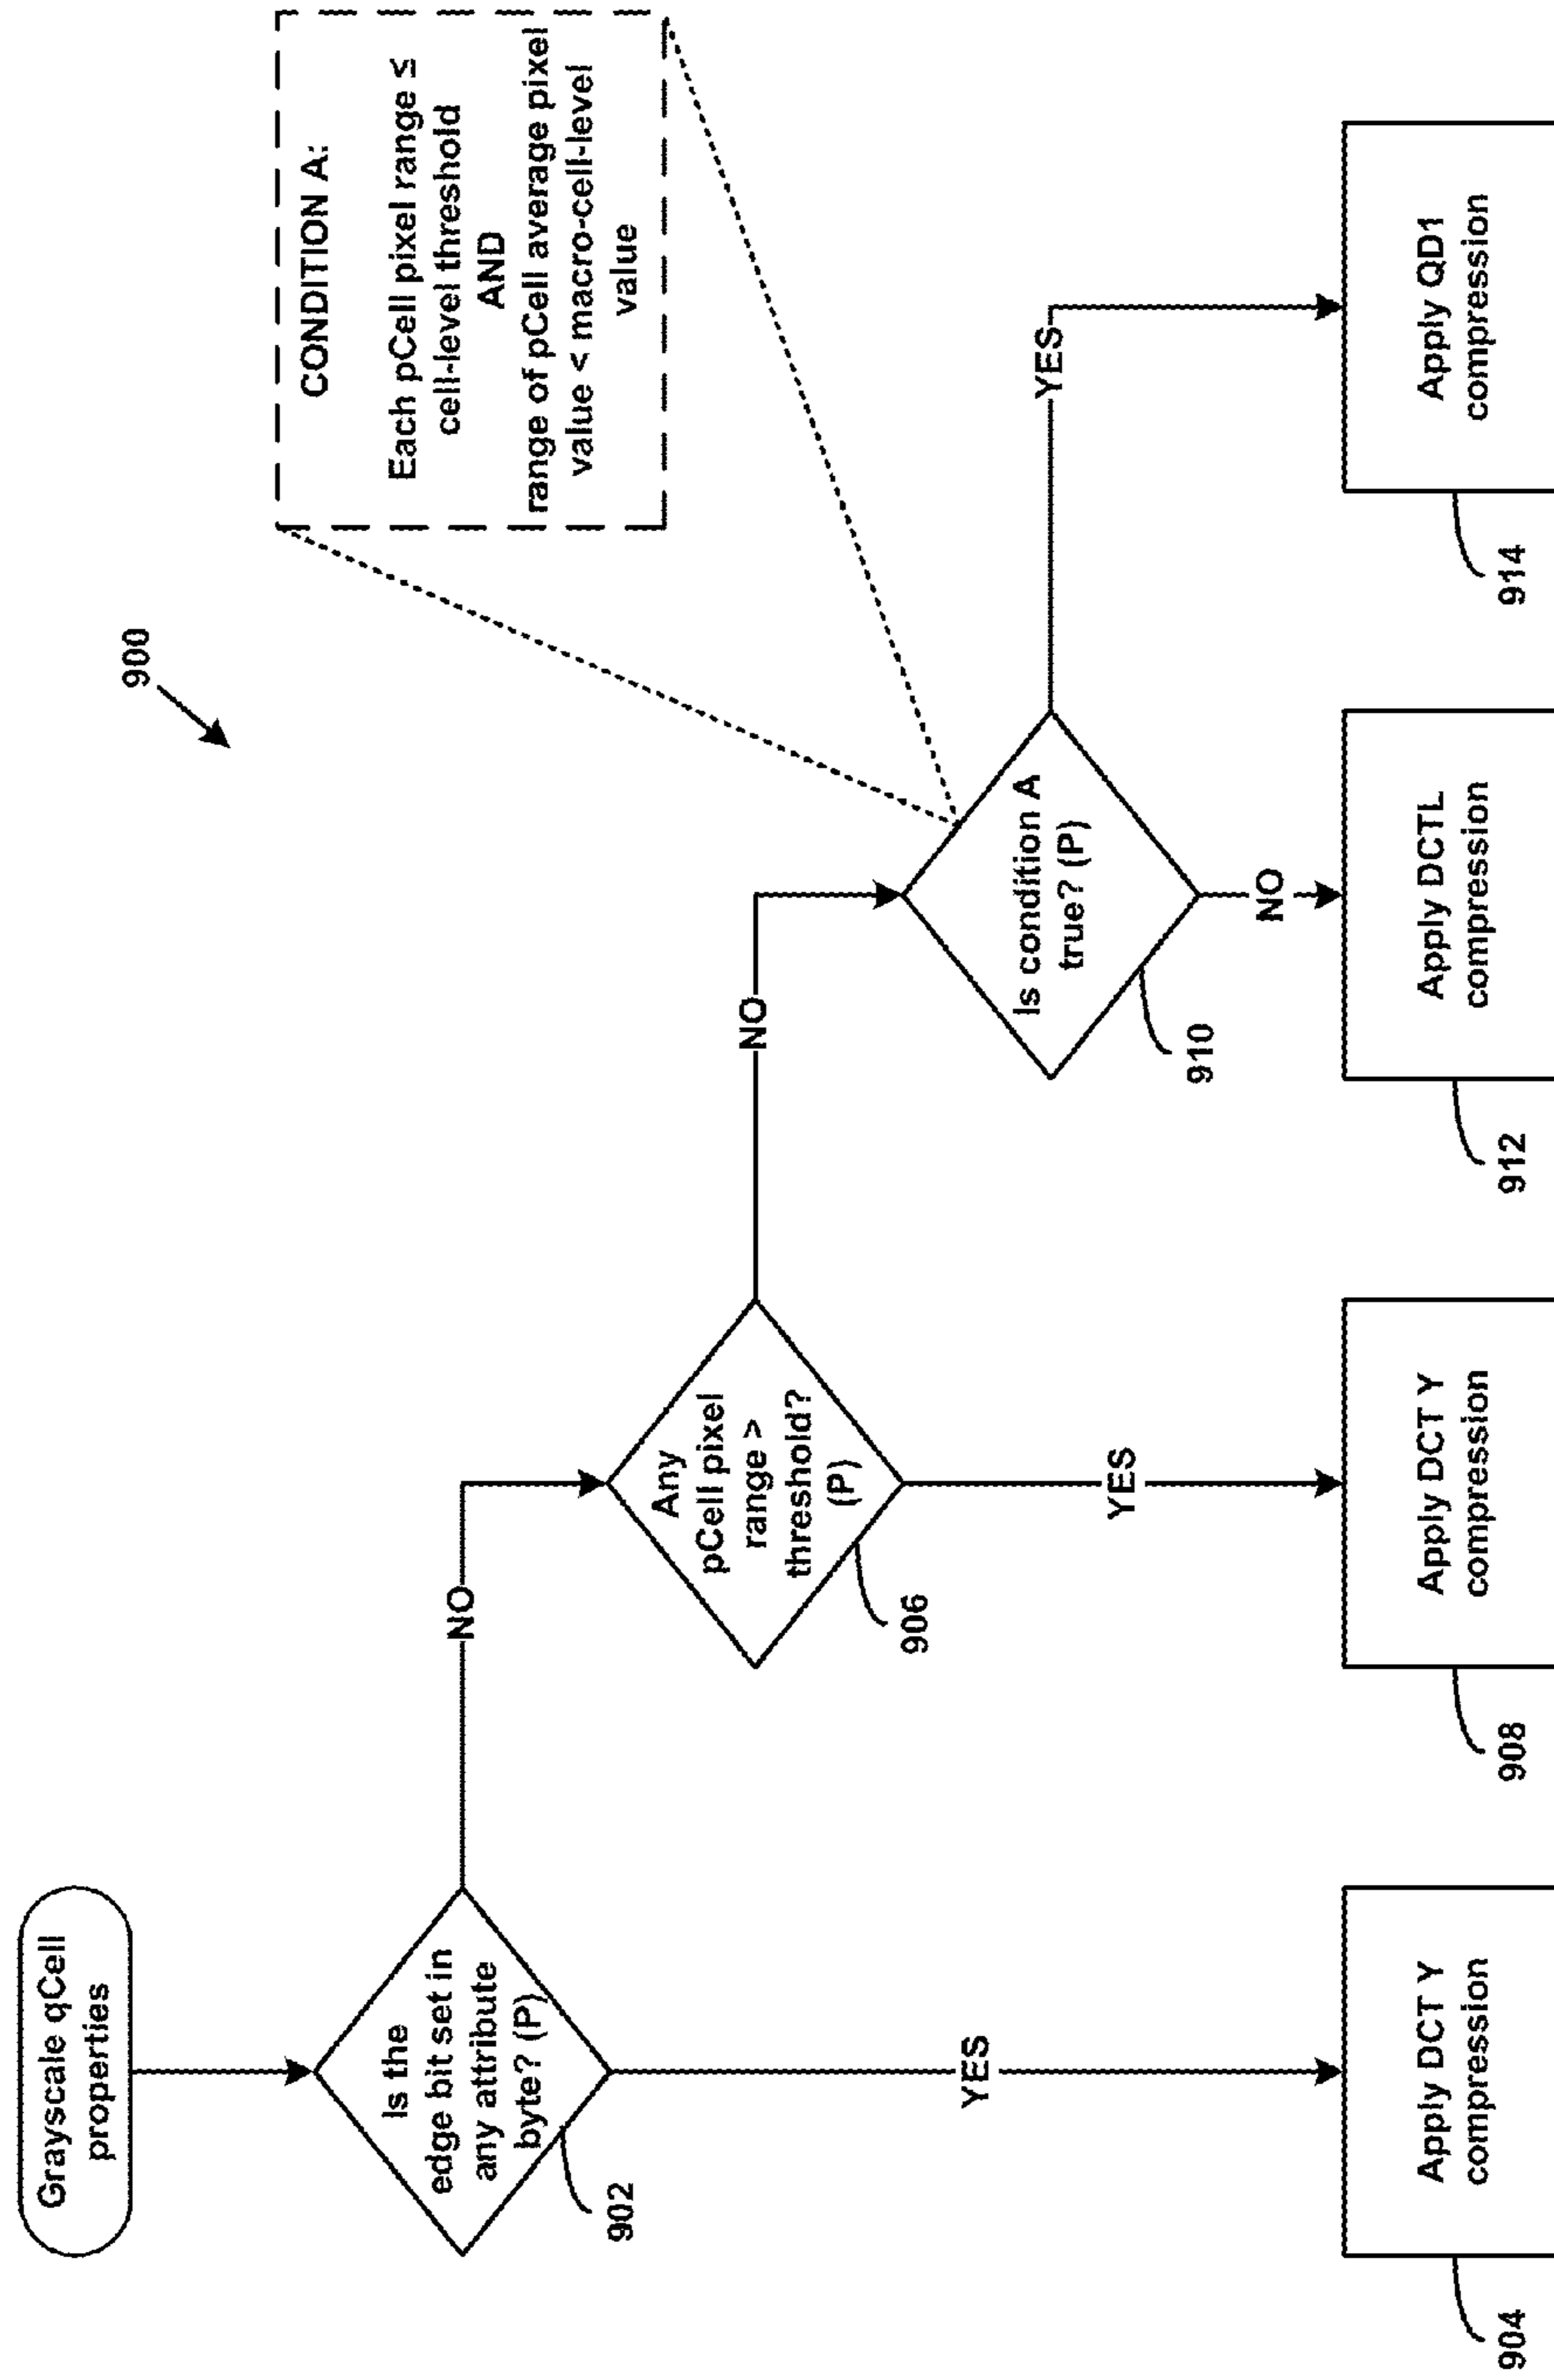 900
Grayscale qCell
properties
Is the
edge bit set in
any attribute
byte? (P)
902
NO
YES
Apply DCT Y
compression
904
Any
pCell pixel
range >
threshold?
(P)
906
NO
YES
Apply DCT Y
compression
908
CONDITION A:
Each pCell pixel range ≤
cell-level threshold
AND
range of pCell average pixel
value < macro-cell-level
value
Is condition A
true? (P)
910
NO
YES
Apply DCTL
compression
912
Apply QD1
compression
914